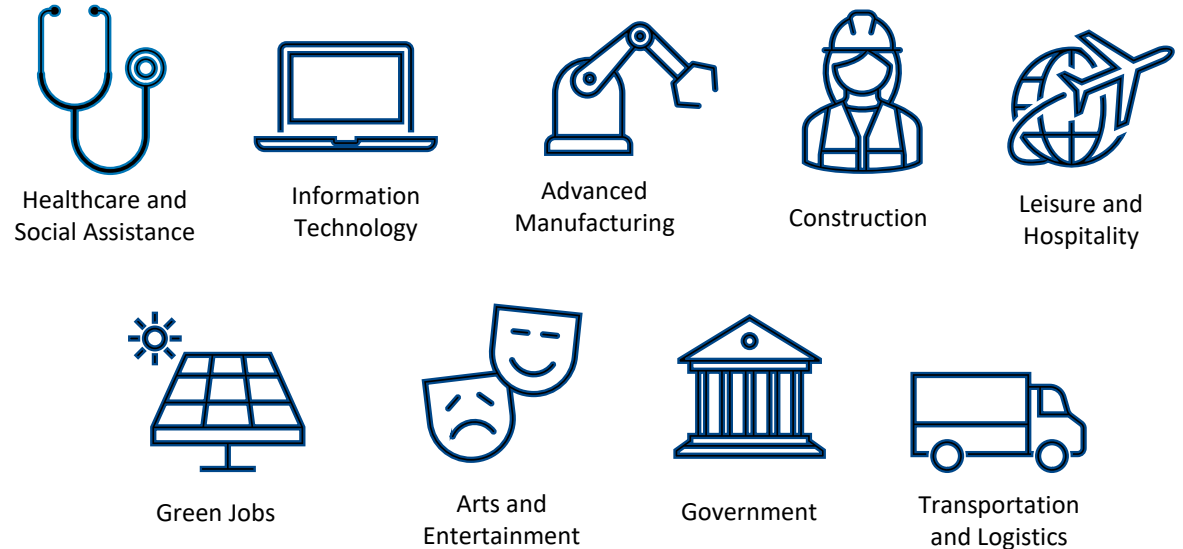 Healthcare and
Social Assistance
Information
Technology
Advanced
Manufacturing
Construction
Leisure and
Hospitality
Green Jobs
Arts and
Entertainment
Government
Transportation
and Logistics